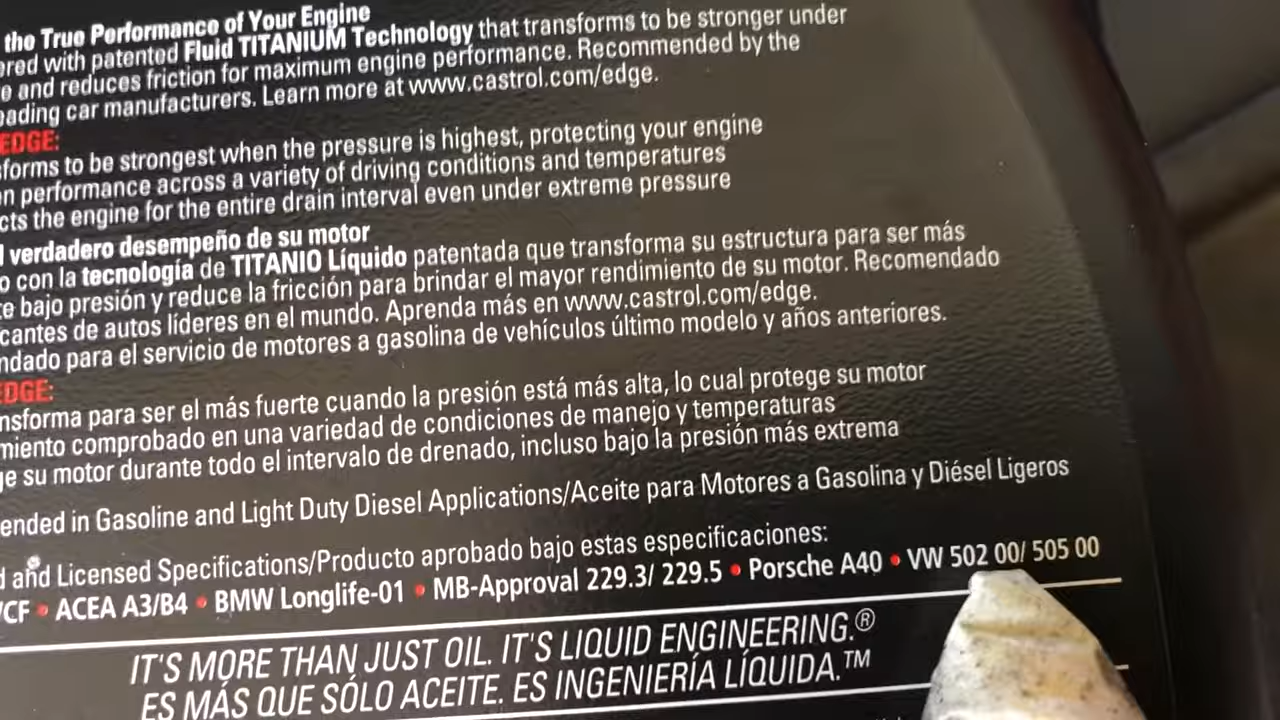 the True Performance of Your Engine
ered with patented Fluid TITANIUM Technology that transforms to be stronger under
e and reduces friction for maximum engine performance. Recommended by the
eading car manufacturers. Learn more at www.castrol.com/edge.
EDGE:
sforms to be strongest when the pressure is highest, protecting your engine
en performance across a variety of driving conditions and temperatures
cts the engine for the entire drain interval even under extreme pressure
l verdadero desempeño de su motor
o con la tecnología de TITANIO Líquido patentada que transforma su estructura para ser más
te bajo presión y reduce la fricción para brindar el mayor rendimiento de su motor. Recomendado
icantes de autos líderes en el mundo. Aprenda más en www.castrol.com/edge.
ndado para el servicio de motores a gasolina de vehículos último modelo y años anteriores.
EDGE:
nsforma para ser el más fuerte cuando la presión está más alta, lo cual protege su motor
miento comprobado en una variedad de condiciones de manejo y temperaturas
ge su motor durante todo el intervalo de drenado, incluso bajo la presión más extrema
ended in Gasoline and Light Duty Diesel Applications/Aceite para Motores a Gasolina y Diésel Ligeros
d and Licensed Specifications/Producto aprobado bajo estas especificaciones:
/CF • ACEA A3/B4 • BMW Longlife-01 • MB-Approval 229.3/ 229.5 • Porsche A40 • VW 502 00/ 505 00
IT'S MORE THAN JUST OIL. IT'S LIQUID ENGINEERING.®
ES MÁS QUE SÓLO ACEITE. ES INGENIERÍA LÍQUIDA.™